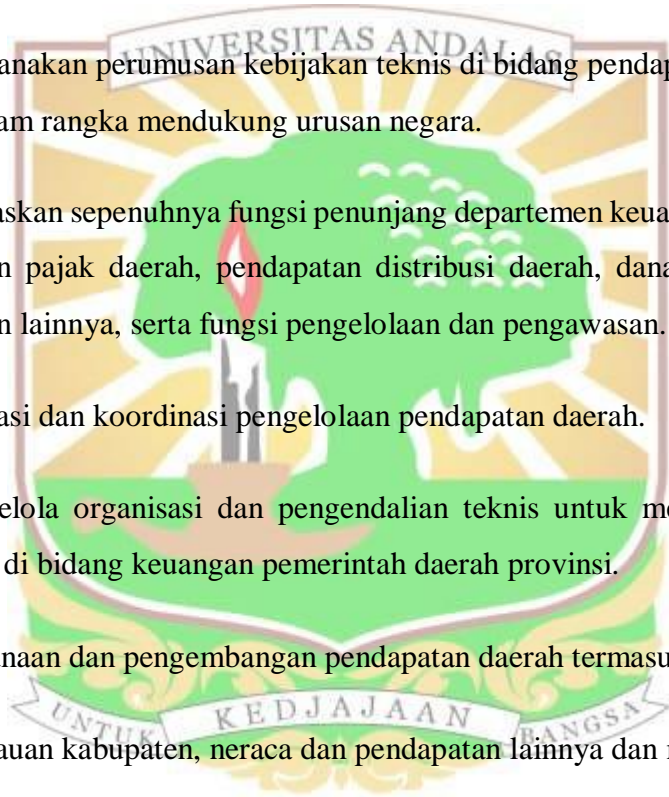 UNIVERSITAS ANDALAS
anakan perumusan kebijakan teknis di bidang pendap
am rangka mendukung urusan negara.
askan sepenuhnya fungsi penunjang departemen keua
n pajak daerah, pendapatan distribusi daerah, dana
n lainnya, serta fungsi pengelolaan dan pengawasan.
asi dan koordinasi pengelolaan pendapatan daerah.
elola organisasi dan pengendalian teknis untuk me
di bidang keuangan pemerintah daerah provinsi.
naan dan pengembangan pendapatan daerah termasu
UNTUK KEDJAJAAN BANGSA
auan kabupaten, neraca dan pendapatan lainnya dan